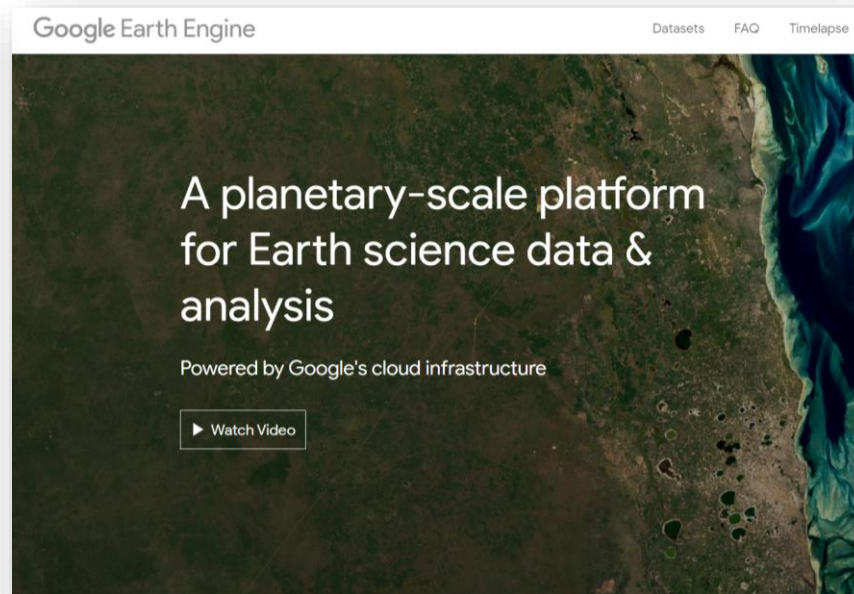 Google Earth Engine
Datasets FAQ Timelapse
A planetary-scale platform
for Earth science data &
analysis
Powered by Google's cloud infrastructure
Watch Video